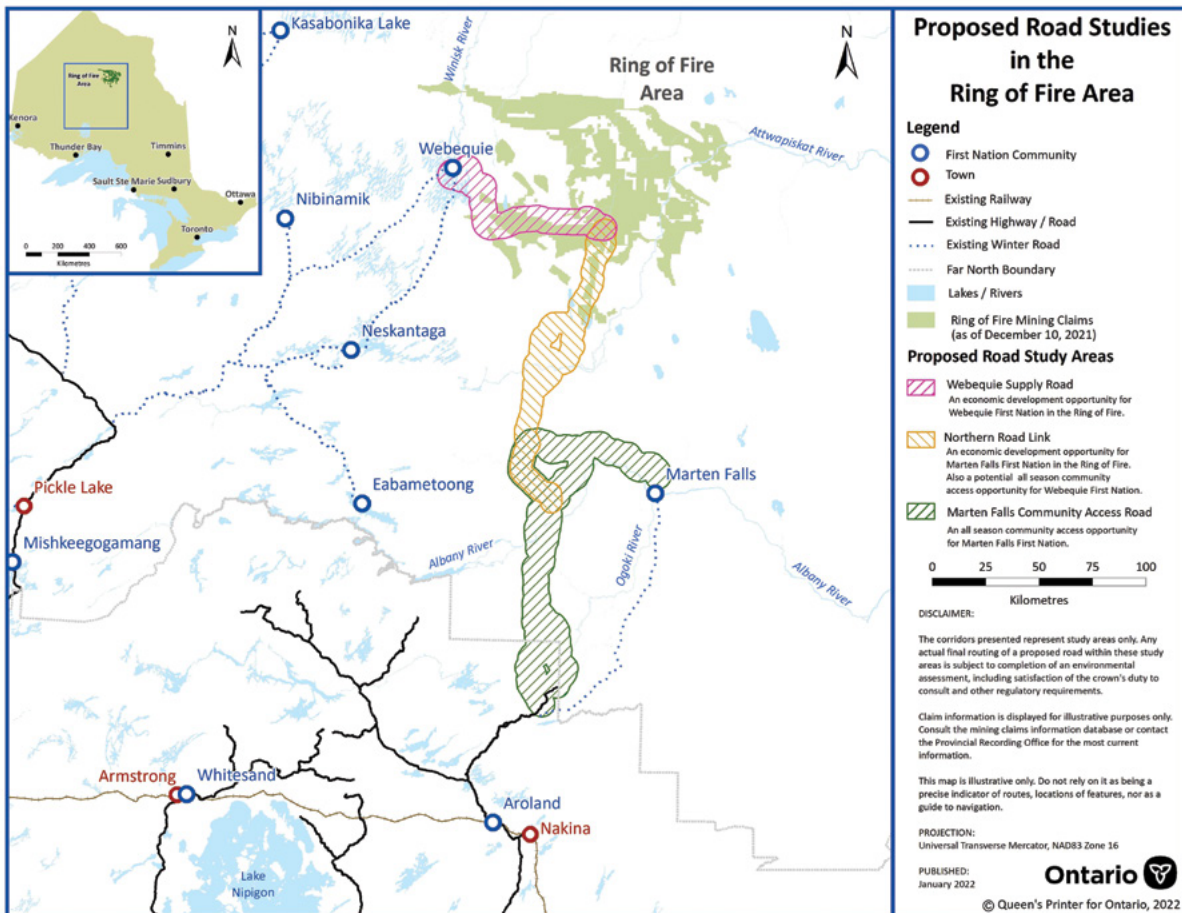 Kasabonika Lake
N
Winisk River
Ring of Fire
Area
N
Ring of Fire
Area
Kenora
Thunder Bay
Timmins
Sault Ste Marie
Sudbury
Ottawa
Toronto
0 200 400 600
Kilometres
Webequie
Attwapiskat River
Nibinamik
Neskantaga
Pickle Lake
Eabametoong
Marten Falls
Mishkeegogamang
Albany River
Ogoki River
Albany River
Armstrong
Whitesand
Aroland
Nakina
Lake
Nipigon
Proposed Road Studies
in the
Ring of Fire Area
Legend
First Nation Community
Town
Existing Railway
Existing Highway / Road
Existing Winter Road
Far North Boundary
Lakes / Rivers
Ring of Fire Mining Claims
(as of December 10, 2021)
Proposed Road Study Areas
Webequie Supply Road
An economic development opportunity for
Webequie First Nation in the Ring of Fire.
Northern Road Link
An economic development opportunity for
Marten Falls First Nation in the Ring of Fire.
Also a potential all season community
access opportunity for Webequie First Nation.
Marten Falls Community Access Road
An all season community access opportunity
for Marten Falls First Nation.
0 25 50 75 100
Kilometres
DISCLAIMER:
The corridors presented represent study areas only. Any
actual final routing of a proposed road within these study
areas is subject to completion of an environmental
assessment, including satisfaction of the crown's duty to
consult and other regulatory requirements.
Claim information is displayed for illustrative purposes only.
Consult the mining claims information database or contact
the Provincial Recording Office for the most current
information.
This map is illustrative only. Do not rely on it as being a
precise indicator of routes, locations of features, nor as a
guide to navigation.
PROJECTION:
Universal Transverse Mercator, NAD83 Zone 16
PUBLISHED:
January 2022
Ontario
© Queen's Printer for Ontario, 2022